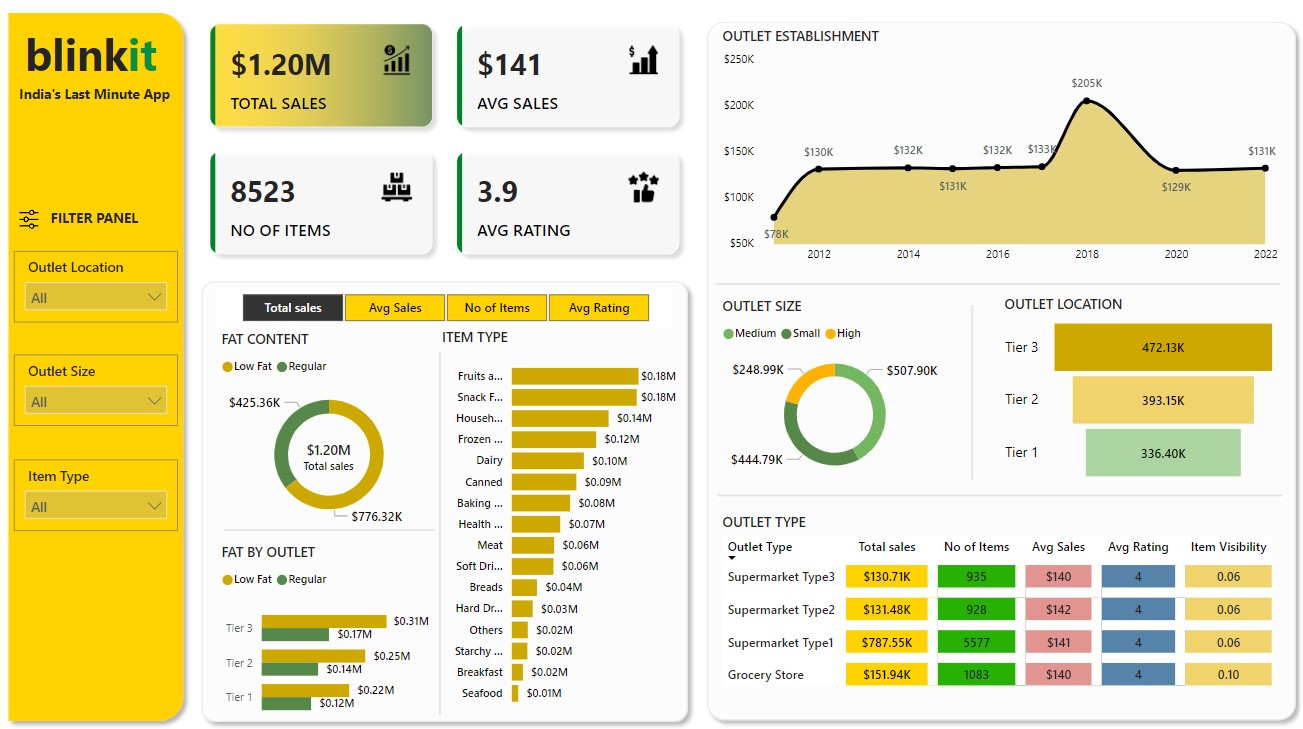 blinkit
India's Last Minute App
FILTER PANEL
Outlet Location
All
Outlet Size
All
Item Type
All
$1.20M
TOTAL SALES
$141
AVG SALES
8523
NO OF ITEMS
3.9
AVG RATING
Total sales Avg Sales No of Items Avg Rating
FAT CONTENT
Low Fat Regular
$425.36K
$1.20M
Total sales
$776.32K
FAT BY OUTLET
Low Fat Regular
Tier 3 $0.31M
$0.17M
Tier 2 $0.25M
$0.14M
Tier 1 $0.22M
$0.12M
ITEM TYPE
Fruits a... $0.18M
Snack F... $0.18M
Househ... $0.14M
Frozen ... $0.12M
Dairy $0.10M
Canned $0.09M
Baking ... $0.08M
Health ... $0.07M
Meat $0.06M
Soft Dri... $0.06M
Breads $0.04M
Hard Dr... $0.03M
Others $0.02M
Starchy ... $0.02M
Breakfast $0.02M
Seafood $0.01M
OUTLET ESTABLISHMENT
$250K
$200K
$150K
$100K
$50K
$78K $130K $132K $131K $132K $133K $205K $129K $131K
2012 2014 2016 2018 2020 2022
OUTLET SIZE
Medium Small High
$248.99K $507.90K
$444.79K
OUTLET LOCATION
Tier 3 472.13K
Tier 2 393.15K
Tier 1 336.40K
OUTLET TYPE
Outlet Type Total sales No of Items Avg Sales Avg Rating Item Visibility
Supermarket Type3 $130.71K 935 $140 4 0.06
Supermarket Type2 $131.48K 928 $142 4 0.06
Supermarket Type1 $787.55K 5577 $141 4 0.06
Grocery Store $151.94K 1083 $140 4 0.10